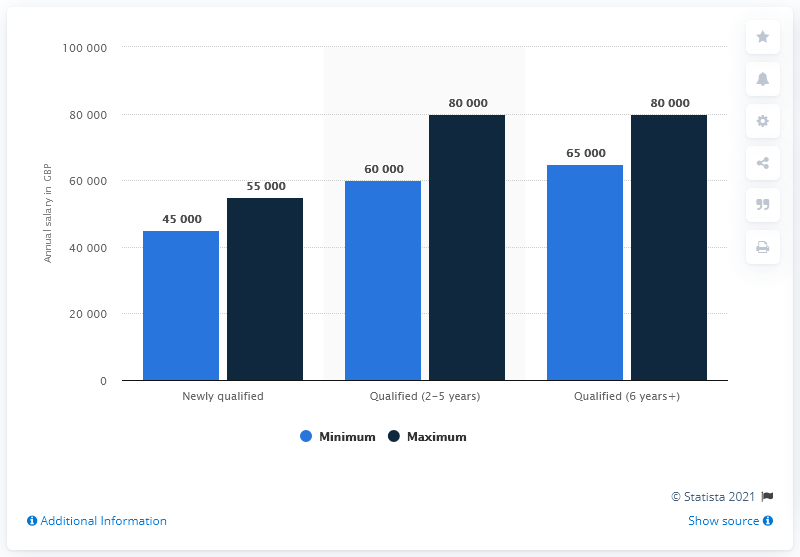 100 000
80 000
60 000
40 000
20 000
0
Annual salary in GBP
45 000
55 000
60 000
80 000
65 000
80 000
Newly qualified
Qualified (2-5 years)
Qualified (6 years+)
Minimum
Maximum
© Statista 2021
Additional Information
Show source